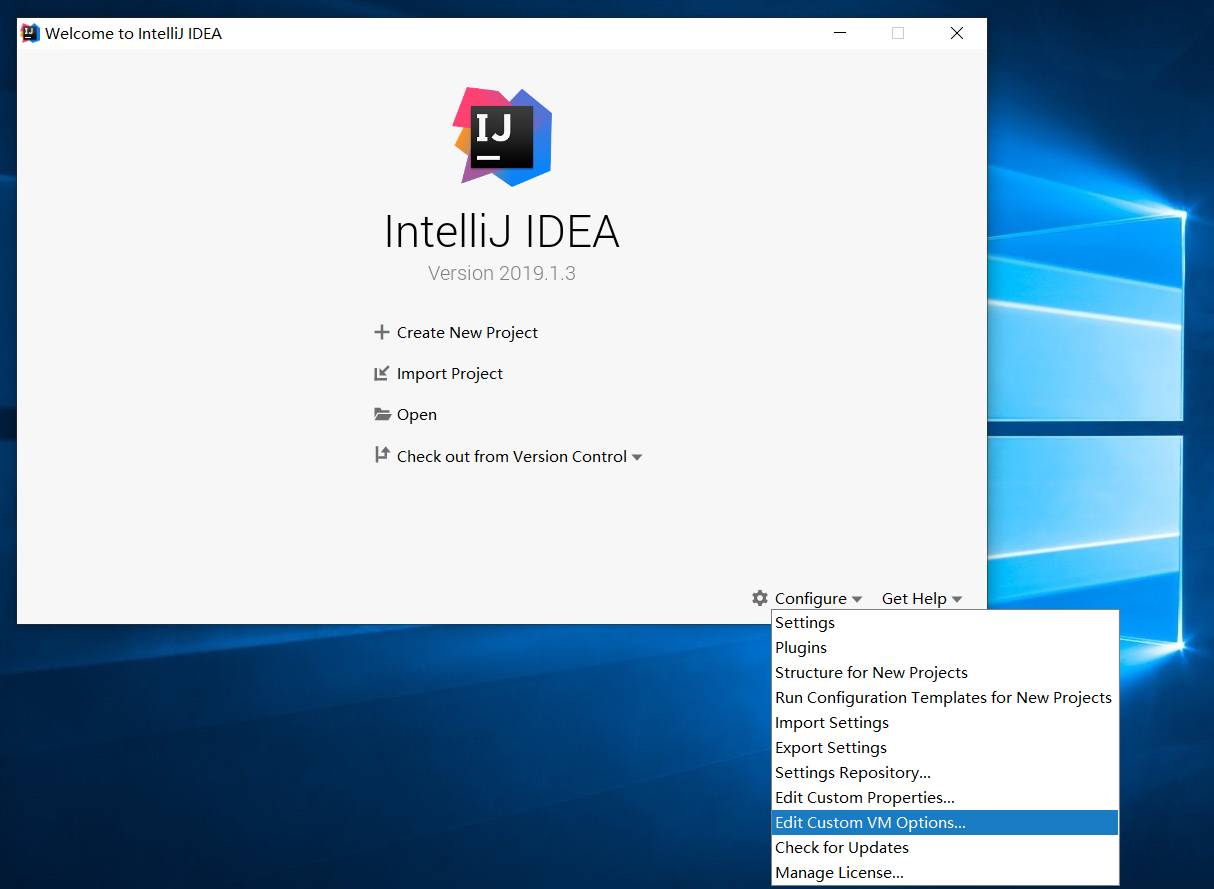 Welcome to IntelliJ IDEA
IJ
IntelliJ IDEA
Version 2019.1.3
Create New Project
Import Project
Open
Check out from Version Control
Configure
Get Help
Settings
Plugins
Structure for New Projects
Run Configuration Templates for New Projects
Import Settings
Export Settings
Settings Repository...
Edit Custom Properties...
Edit Custom VM Options...
Check for Updates
Manage License...